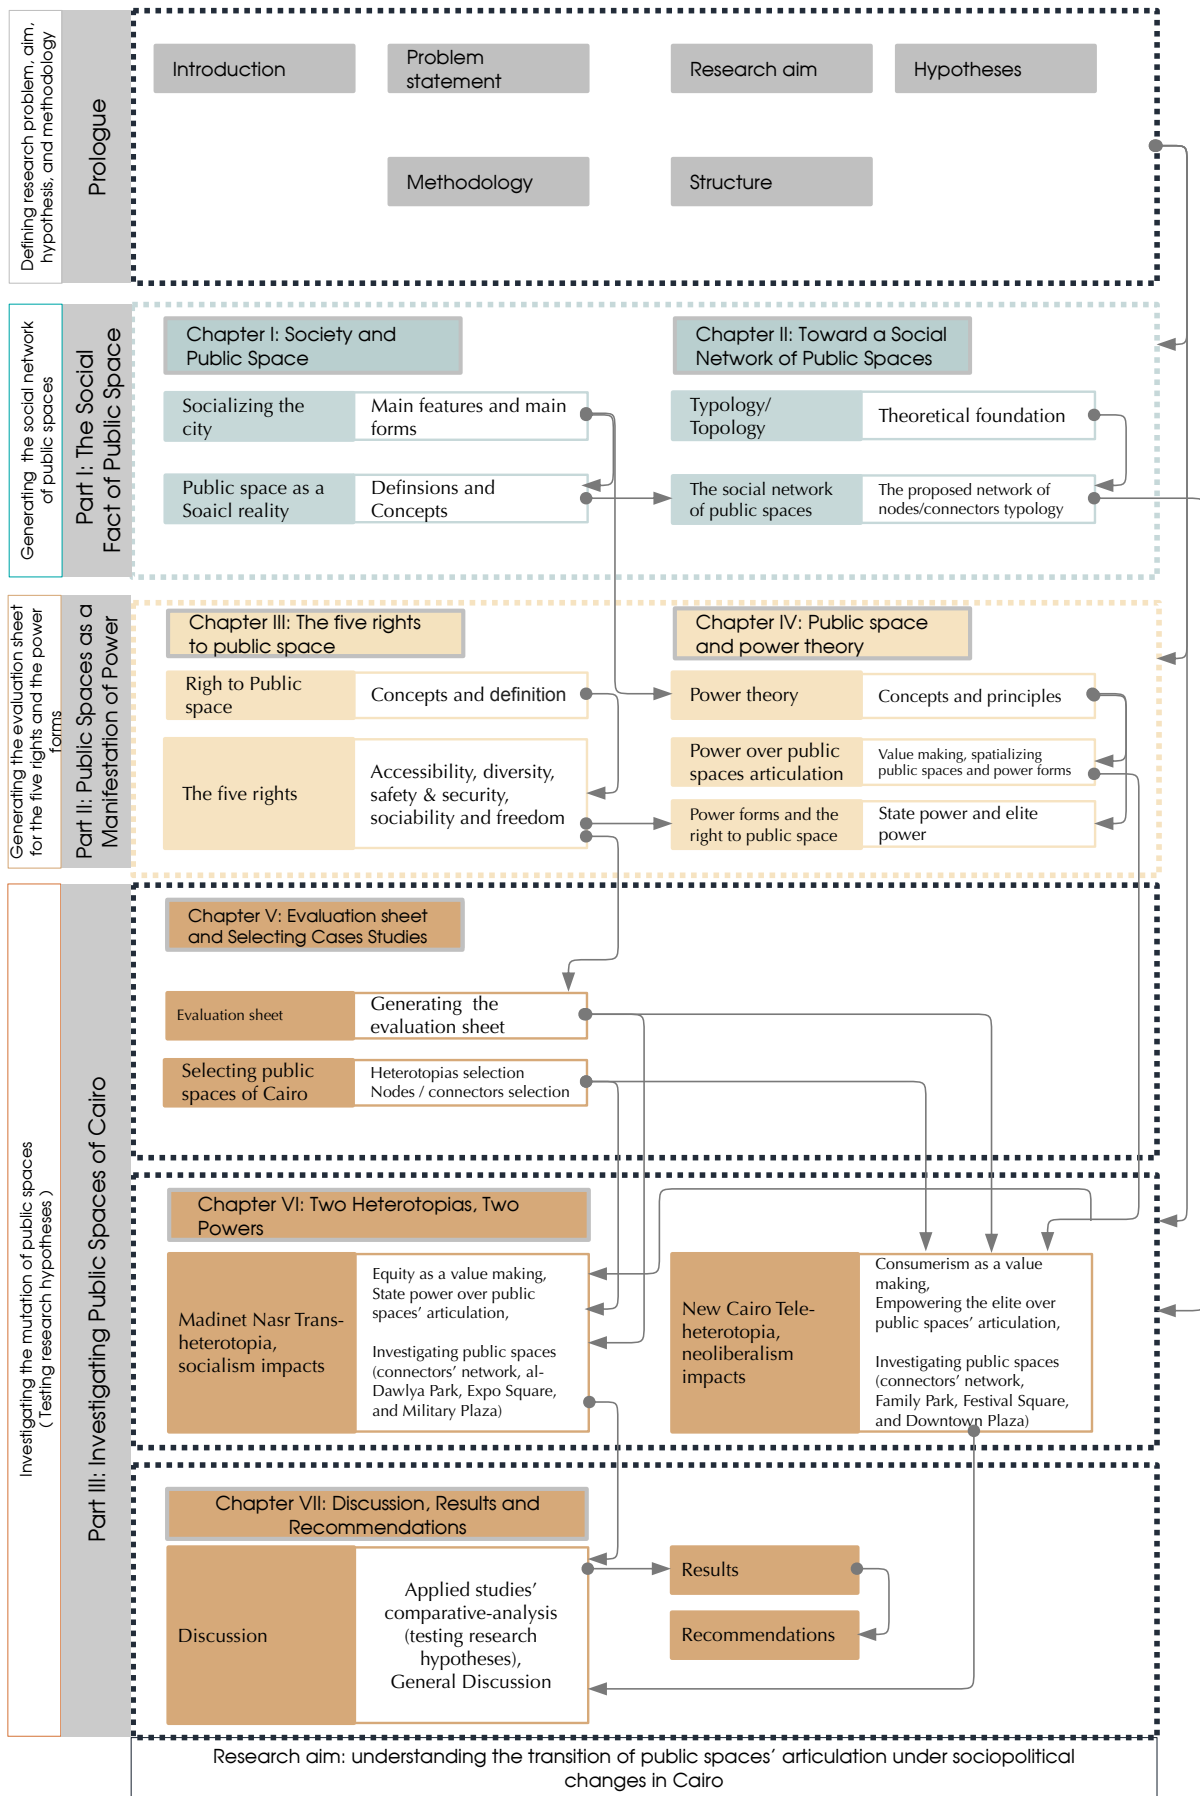 Defining research problem, aim,
hypothesis, and methodology
Prologue
Introduction
Problem
statement
Research aim
Hypotheses
Methodology
Structure
Generating the social network
of public spaces
Part I: The Social
Fact of Public Space
Chapter I: Society and
Public Space
Chapter II: Toward a Social
Network of Public Spaces
Socializing the
city
Main features and main
forms
Typology/
Topology
Theoretical foundation
Public space as a
Soaicl reality
Definsions and
Concepts
The social network
of public spaces
The proposed network of
nodes/connectors typology
Generating the evaluation sheet
for the five rights and the power
forms
Part II: Public Spaces as a
Manifestation of Power
Chapter III: The five rights
to public space
Chapter IV: Public space
and power theory
Righ to Public
space
Concepts and definition
Power theory
Concepts and principles
The five rights
Accessibility, diversity,
safety & security,
sociability and freedom
Power over public
spaces articulation
Value making, spatializing
public spaces and power forms
Power forms and the
right to public space
State power and elite
power
Investigating the mutation of public spaces
( Testing research hypotheses )
Part III: Investigating Public Spaces of Cairo
Chapter V: Evaluation sheet
and Selecting Cases Studies
Evaluation sheet
Generating the
evaluation sheet
Selecting public
spaces of Cairo
Heterotopias selection
Nodes / connectors selection
Chapter VI: Two Heterotopias, Two
Powers
Madinet Nasr Trans-
heterotopia,
socialism impacts
Equity as a value making,
State power over public
spaces' articulation,
Investigating public spaces
(connectors' network, al-
Dawlya Park, Expo Square,
and Military Plaza)
New Cairo Tele-
heterotopia,
neoliberalism
impacts
Consumerism as a value
making,
Empowering the elite over
public spaces' articulation,
Investigating public spaces
(connectors' network,
Family Park, Festival Square,
and Downtown Plaza)
Chapter VII: Discussion, Results and
Recommendations
Discussion
Applied studies'
comparative-analysis
(testing research
hypotheses),
General Discussion
Results
Recommendations
Research aim: understanding the transition of public spaces' articulation under sociopolitical
changes in Cairo